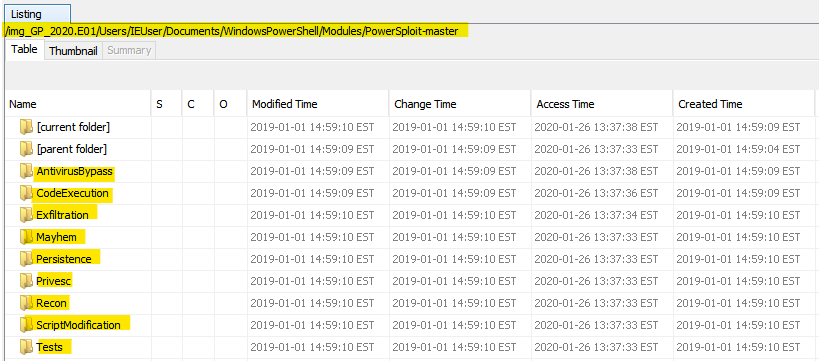 Listing
/img_GP_2020.E01/Users/IEUser/Documents/WindowsPowerShell/Modules/PowerSploit-master
Table Thumbnail Summary
Name S C O Modified Time Change Time Access Time Created Time
[current folder] 2019-01-01 14:59:10 EST 2019-01-01 14:59:10 EST 2020-01-26 13:37:38 EST 2019-01-01 14:59:09 EST
[parent folder] 2019-01-01 14:59:09 EST 2019-01-01 14:59:09 EST 2020-01-26 13:37:33 EST 2019-01-01 14:59:04 EST
AntivirusBypass 2019-01-01 14:59:09 EST 2019-01-01 14:59:09 EST 2020-01-26 13:37:38 EST 2019-01-01 14:59:09 EST
CodeExecution 2019-01-01 14:59:09 EST 2019-01-01 14:59:09 EST 2020-01-26 13:37:36 EST 2019-01-01 14:59:09 EST
Exfiltration 2019-01-01 14:59:10 EST 2019-01-01 14:59:10 EST 2020-01-26 13:37:34 EST 2019-01-01 14:59:10 EST
Mayhem 2019-01-01 14:59:10 EST 2019-01-01 14:59:10 EST 2020-01-26 13:37:33 EST 2019-01-01 14:59:10 EST
Persistence 2019-01-01 14:59:10 EST 2019-01-01 14:59:10 EST 2020-01-26 13:37:33 EST 2019-01-01 14:59:10 EST
Privesc 2019-01-01 14:59:10 EST 2019-01-01 14:59:10 EST 2020-01-26 13:37:33 EST 2019-01-01 14:59:10 EST
Recon 2019-01-01 14:59:10 EST 2019-01-01 14:59:10 EST 2020-01-26 13:37:33 EST 2019-01-01 14:59:10 EST
ScriptModification 2019-01-01 14:59:10 EST 2019-01-01 14:59:10 EST 2020-01-26 13:37:33 EST 2019-01-01 14:59:10 EST
Tests 2019-01-01 14:59:10 EST 2019-01-01 14:59:10 EST 2020-01-26 13:37:33 EST 2019-01-01 14:59:10 EST